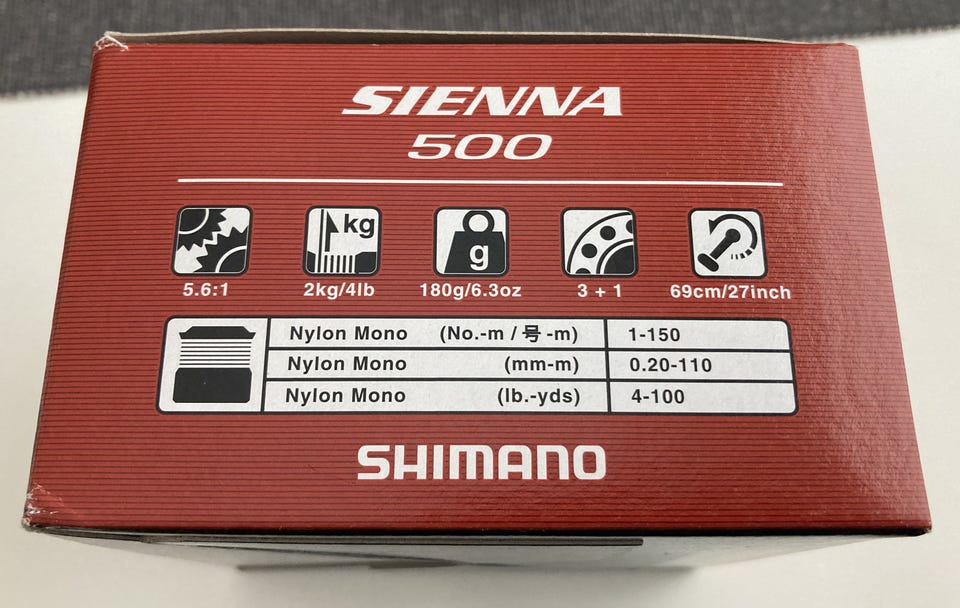 SIENNA
500
kg
g
5.6:1 2kg/4lb 180g/6.3oz 3 + 1 69cm/27inch
Nylon Mono (No.-m / 号 -m) 1-150
Nylon Mono (mm-m) 0.20-110
Nylon Mono (lb.-yds) 4-100
SHIMANO